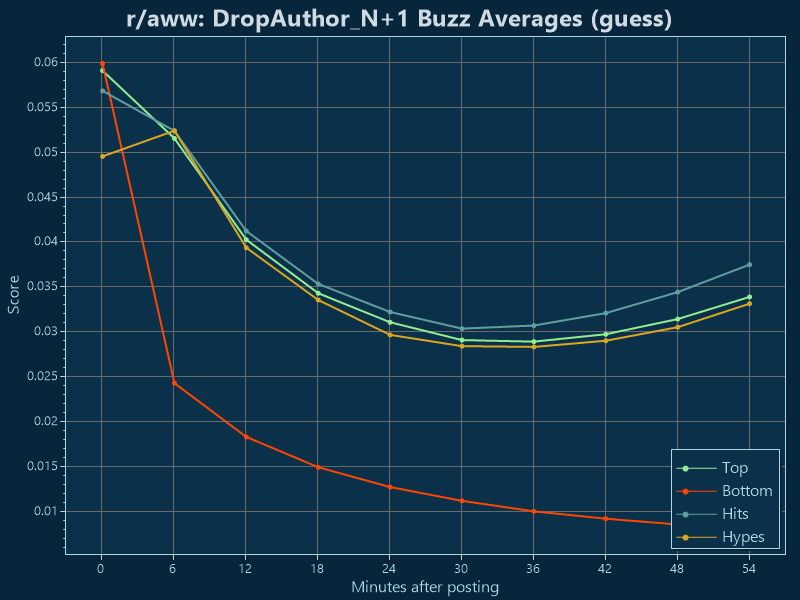 r/aww: DropAuthor_N+1 Buzz Averages (guess)
Score
0.06
0.055
0.05
0.045
0.04
0.035
0.03
0.025
0.02
0.015
0.01
Top
Bottom
Hits
Hypes
0 6 12 18 24 30 36 42 48 54
Minutes after posting